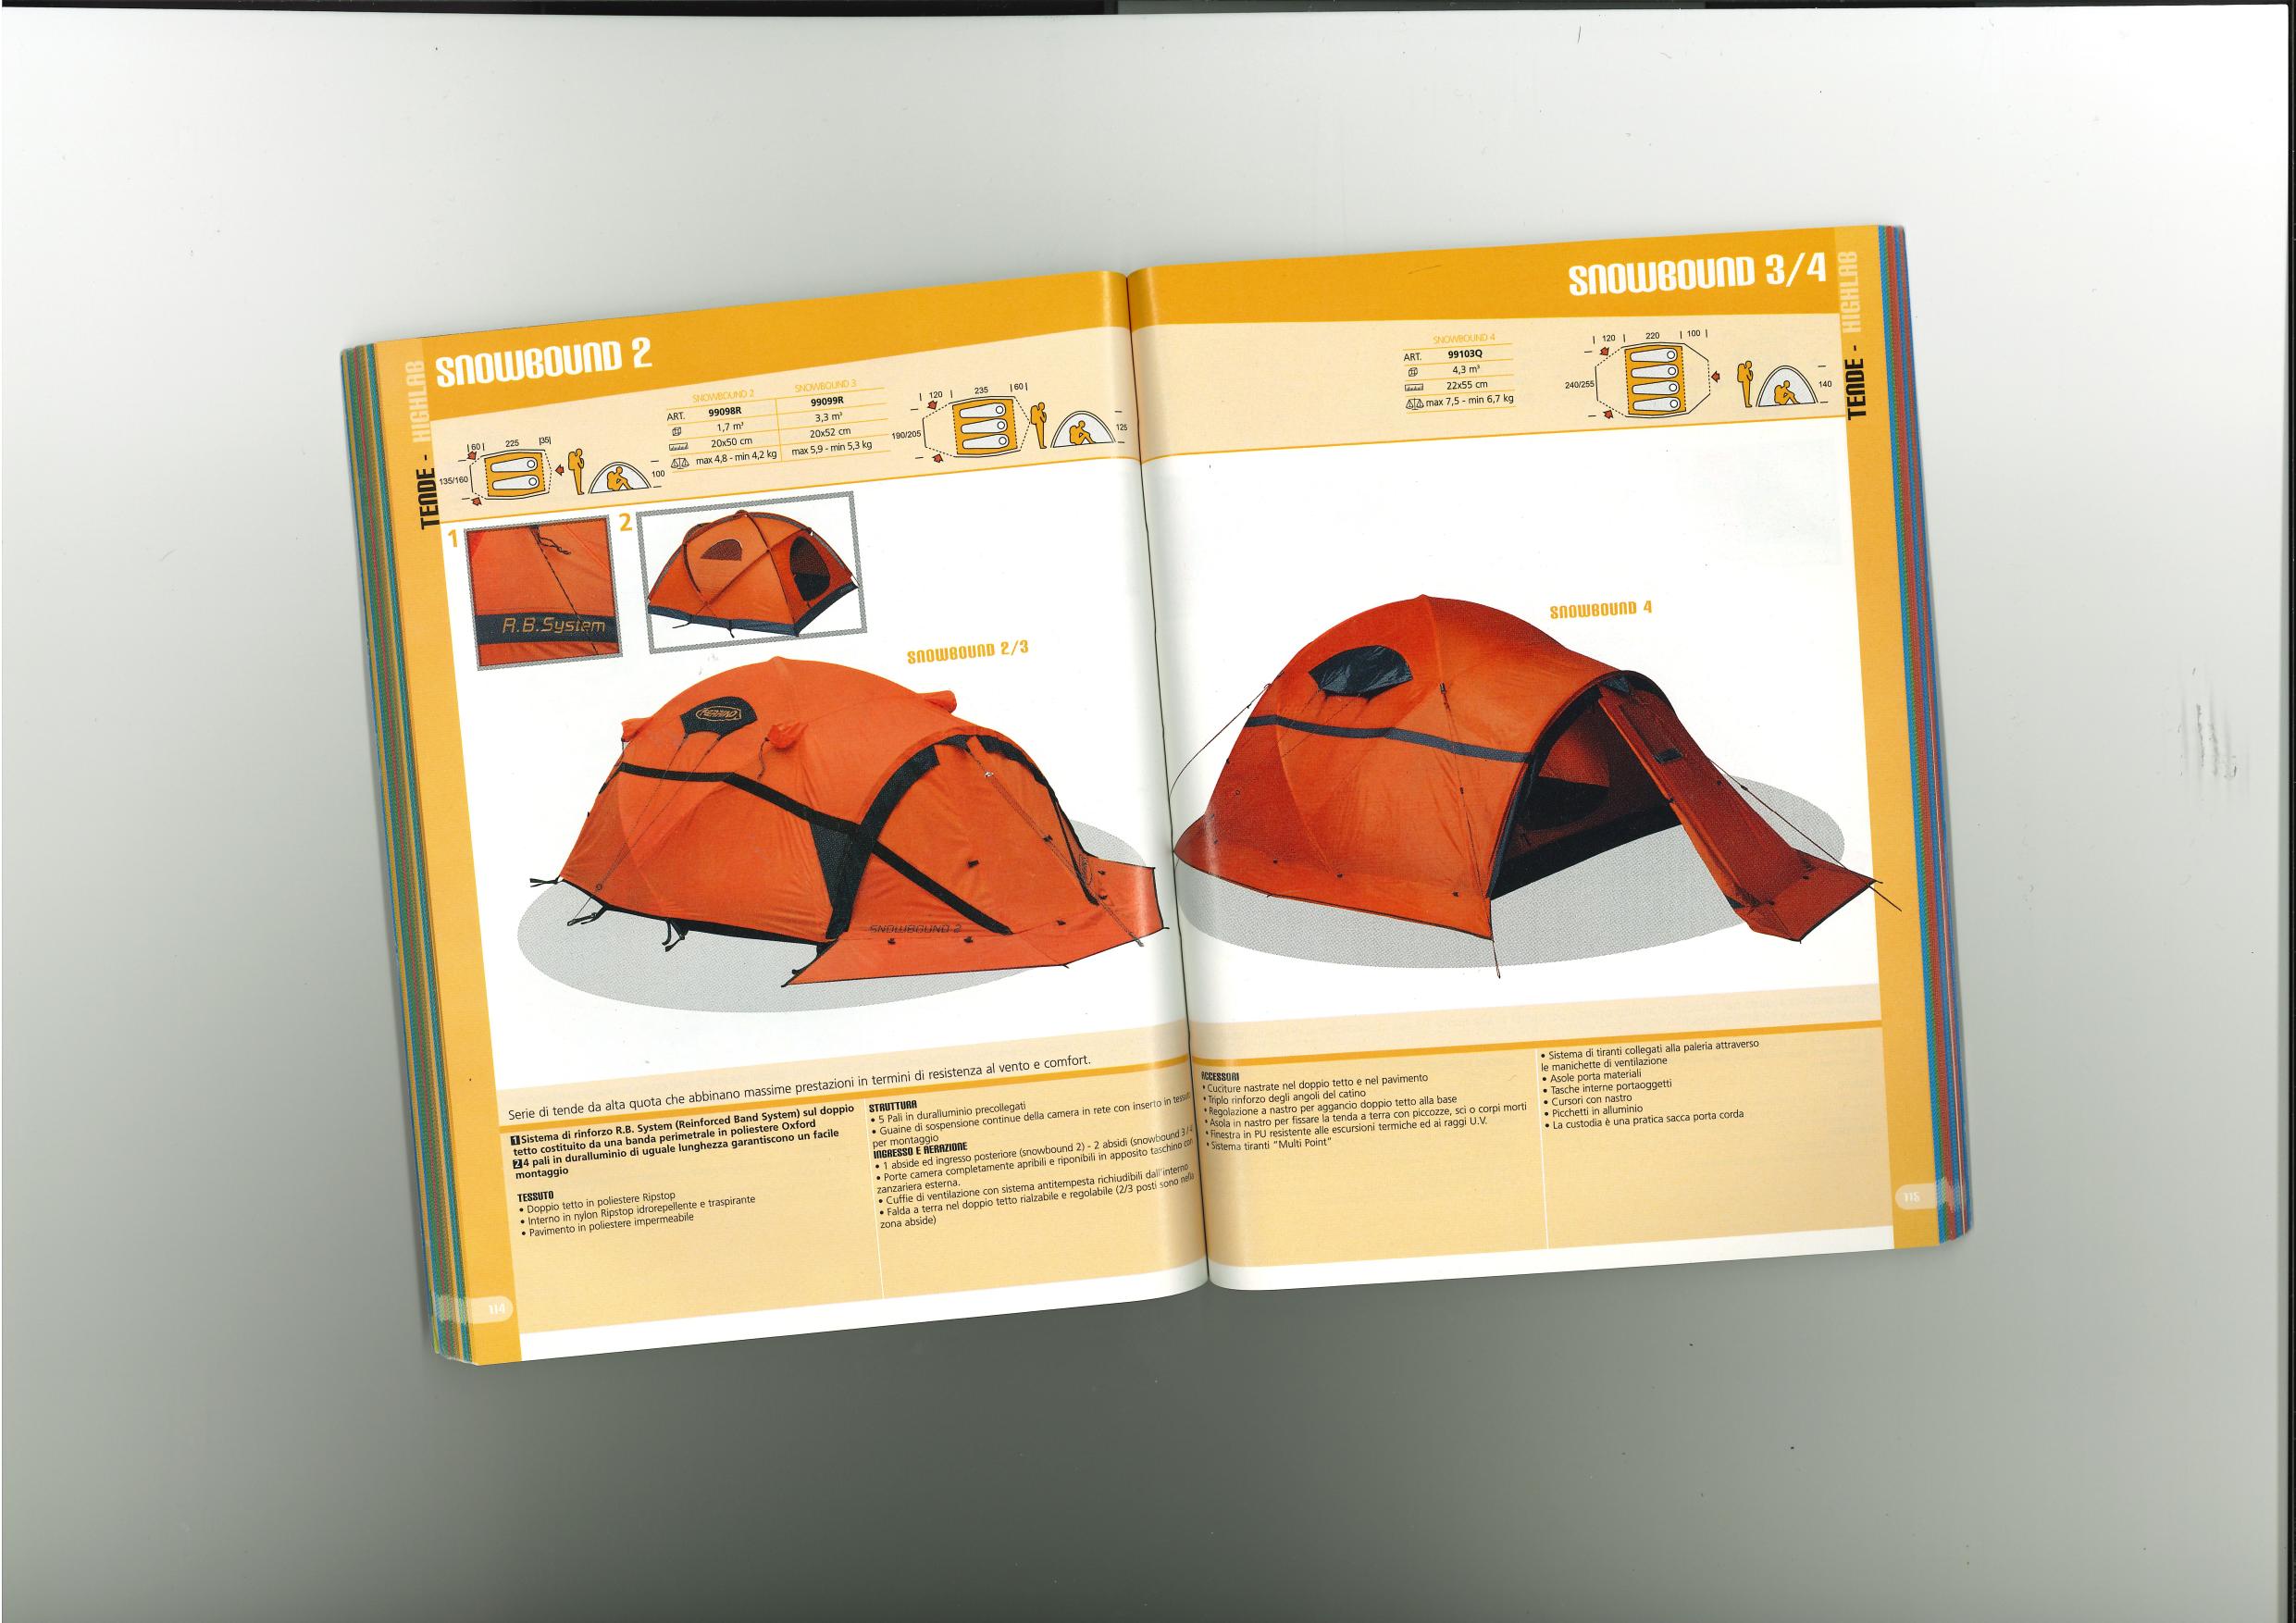 SNOWBOUND 2
TENDE - HIGHLAB
SNOWBOUND 2 SNOWBOUND 3
ART. 99098R 99099R
1,7 m³ 3,3 m³
20x50 cm 20x52 cm
max 4,8 - min 4,2 kg max 5,9 - min 5,3 kg
60 225 35
135/160
100
120 235 60
190/205
125
1
2
R.B.System
SNOWBOUND 2/3
FERRINO
SNOWBOUND 2
Serie di tende da alta quota che abbinano massime prestazioni in termini di resistenza al vento e comfort.
1 Sistema di rinforzo R.B. System (Reinforced Band System) sul doppio
tetto costituito da una banda perimetrale in poliestere Oxford
2 4 pali in duralluminio di uguale lunghezza garantiscono un facile
montaggio
TESSUTO
• Doppio tetto in poliestere Ripstop
• Interno in nylon Ripstop idrorepellente e traspirante
• Pavimento in poliestere impermeabile
STRUTTURA
• 5 Pali in duralluminio precollegati
• Guaine di sospensione continue della camera in rete con inserto in tessuto
per montaggio
INGRESSO E AERAZIONE
• 1 abside ed ingresso posteriore (snowbound 2) - 2 absidi (snowbound 3/4
• Porte camera completamente apribili e riponibili in apposito taschino con
zanzariera esterna.
• Cuffie di ventilazione con sistema antitempesta richiudibili dall'interno
• Falda a terra nel doppio tetto rialzabile e regolabile (2/3 posti sono nella
zona abside)
114
SNOWBOUND 3/4
TENDE - HIGHLAB
SNOWBOUND 4
ART. 99103Q
4,3 m³
22x55 cm
max 7,5 - min 6,7 kg
120 220 100
240/255
140
SNOWBOUND 4
ACCESSORI
• Cuciture nastrate nel doppio tetto e nel pavimento
• Triplo rinforzo degli angoli del catino
• Regolazione a nastro per aggancio doppio tetto alla base
• Asola in nastro per fissare la tenda a terra con piccozze, sci o corpi morti
• Finestra in PU resistente alle escursioni termiche ed ai raggi U.V.
• Sistema tiranti "Multi Point"
• Sistema di tiranti collegati alla paleria attraverso
le manichette di ventilazione
• Asole porta materiali
• Tasche interne portaoggetti
• Cursori con nastro
• Picchetti in alluminio
• La custodia è una pratica sacca porta corda
115